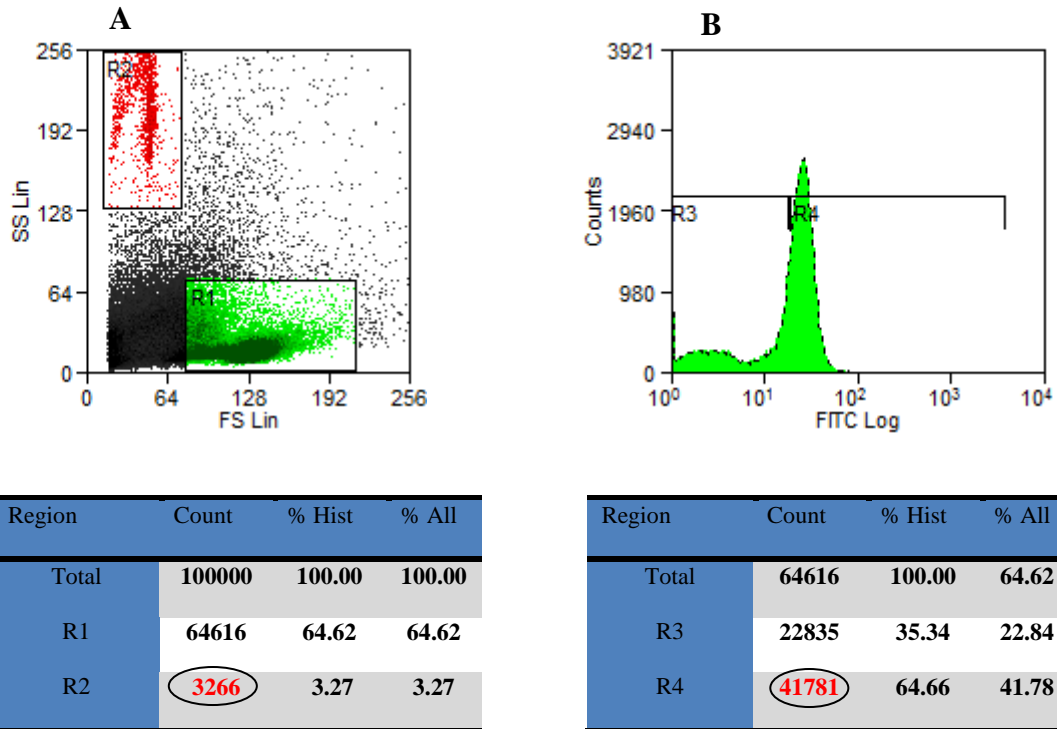 A
256
192
128
64
0
R2
R1
SS Lin
0 64 128 192 256
FS Lin
B
3921
2940
1960
980
0
R3 R4
Counts
10⁰ 10¹ 10² 10³ 10⁴
FITC Log
Region Count % Hist % All
Total 100000 100.00 100.00
R1 64616 64.62 64.62
R2 3266 3.27 3.27
Region Count % Hist % All
Total 64616 100.00 64.62
R3 22835 35.34 22.84
R4 41781 64.66 41.78